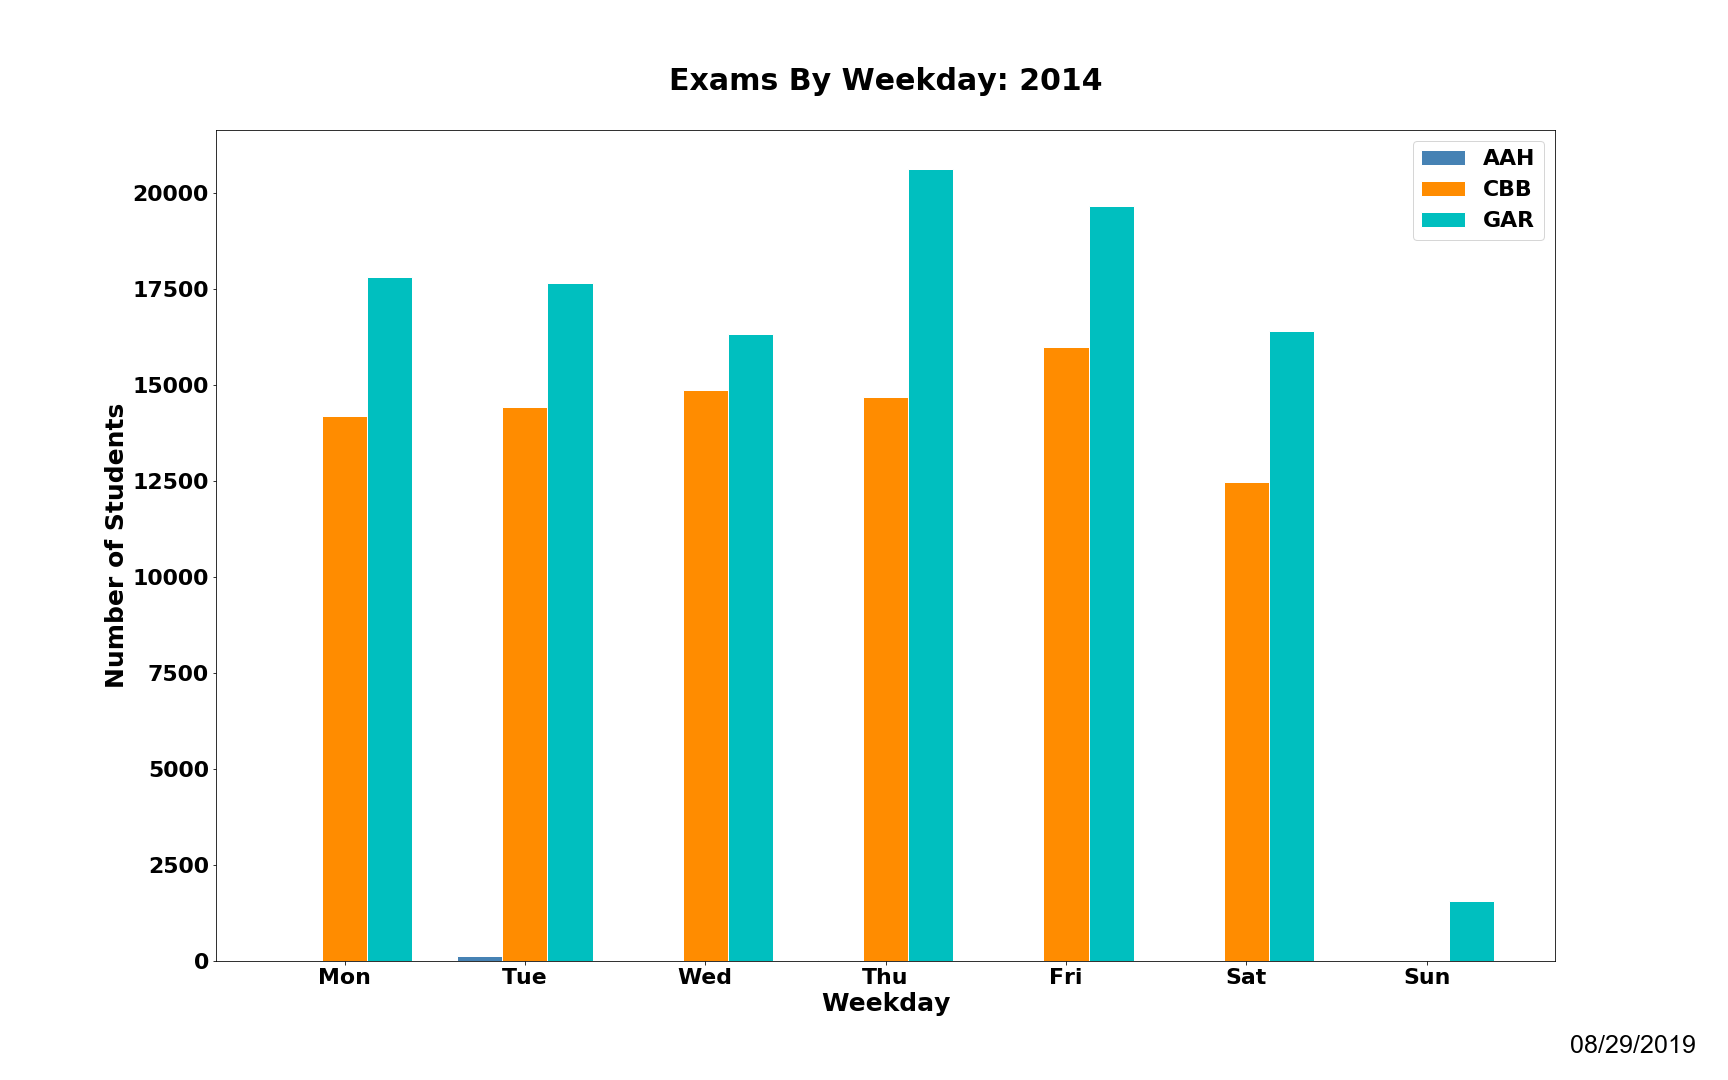 Exams By Weekday: 2014
AAH
CBB
GAR
20000
17500
15000
12500
10000
7500
5000
2500
0
Number of Students
Mon Tue Wed Thu Fri Sat Sun
Weekday
08/29/2019